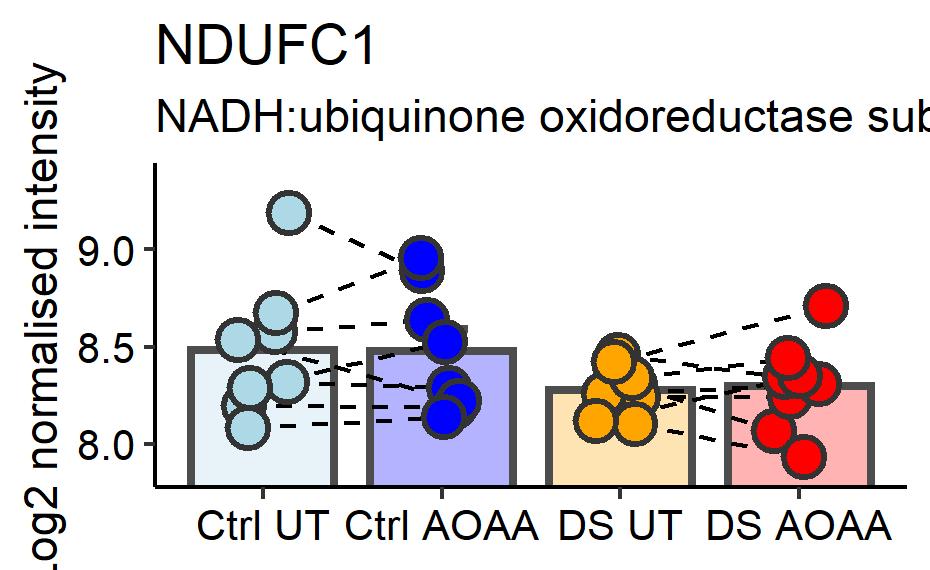 NDUFC1
NADH:ubiquinone oxidoreductase sub
Log2 normalised intensity
9.0
8.5
8.0
Ctrl UT Ctrl AOAA DS UT DS AOAA